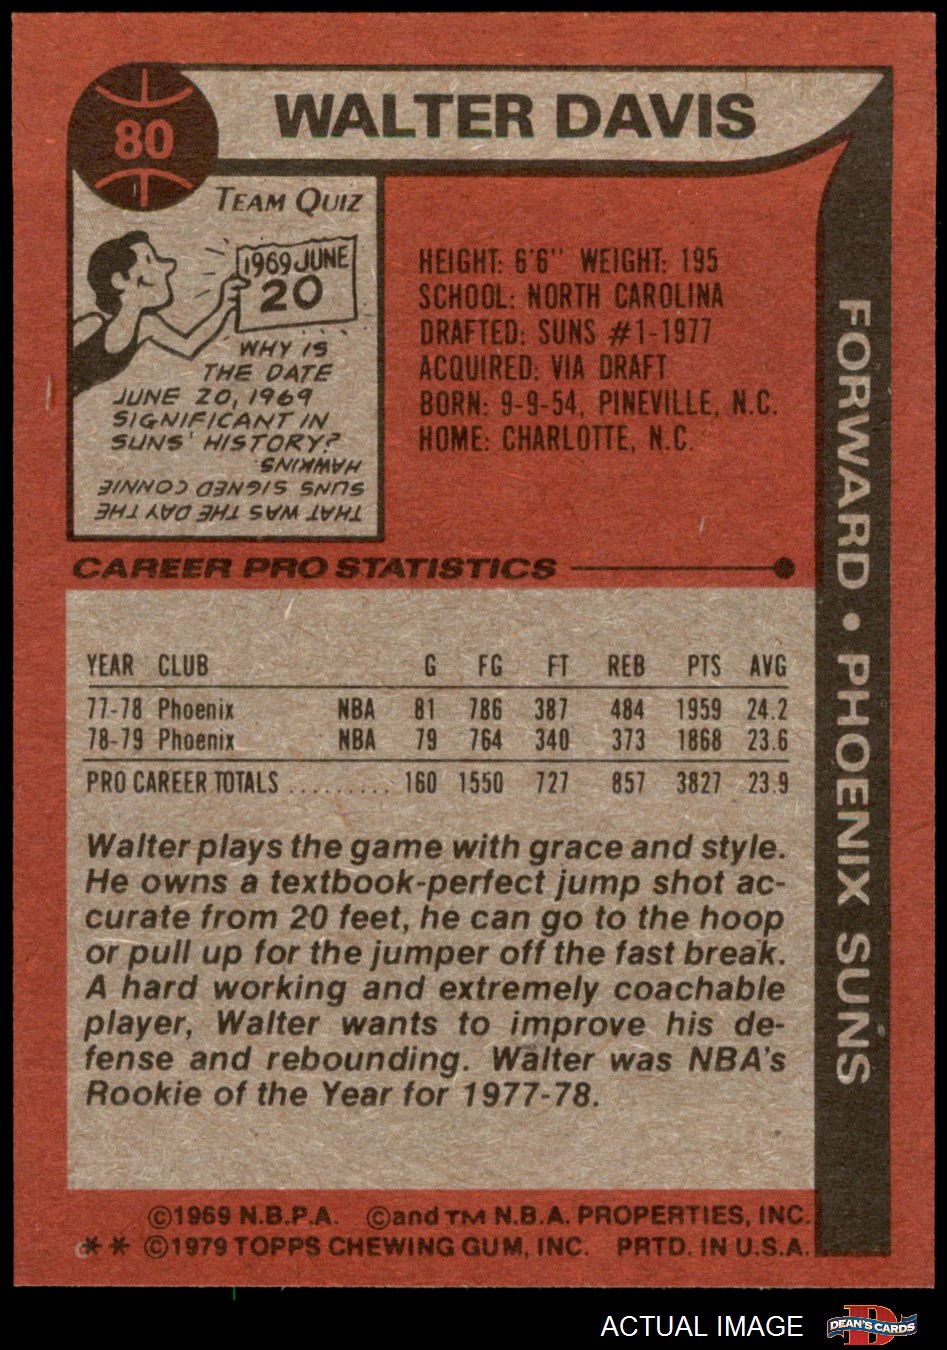 80
WALTER DAVIS
TEAM QUIZ
1969 JUNE
20
WHY IS
THE DATE
JUNE 20, 1969
SIGNIFICANT IN
SUNS' HISTORY?
THAT WAS THE DAY THE
SUNS SIGNED CONNIE
HAWKINS.
HEIGHT: 6'6" WEIGHT: 195
SCHOOL: NORTH CAROLINA
DRAFTED: SUNS #1-1977
ACQUIRED: VIA DRAFT
BORN: 9-9-54, PINEVILLE, N.C.
HOME: CHARLOTTE, N.C.
FORWARD • PHOENIX SUNS
CAREER PRO STATISTICS
YEAR CLUB G FG FT REB PTS AVG
77-78 Phoenix NBA 81 786 387 484 1959 24.2
78-79 Phoenix NBA 79 764 340 373 1868 23.6
PRO CAREER TOTALS ......... 160 1550 727 857 3827 23.9
Walter plays the game with grace and style.
He owns a textbook-perfect jump shot ac-
curate from 20 feet, he can go to the hoop
or pull up for the jumper off the fast break.
A hard working and extremely coachable
player, Walter wants to improve his de-
fense and rebounding. Walter was NBA's
Rookie of the Year for 1977-78.
©1969 N.B.P.A. ©and TM N.B.A. PROPERTIES, INC.
** ©1979 TOPPS CHEWING GUM, INC. PRTD. IN U.S.A.
ACTUAL IMAGE
D
DEAN'S CARDS